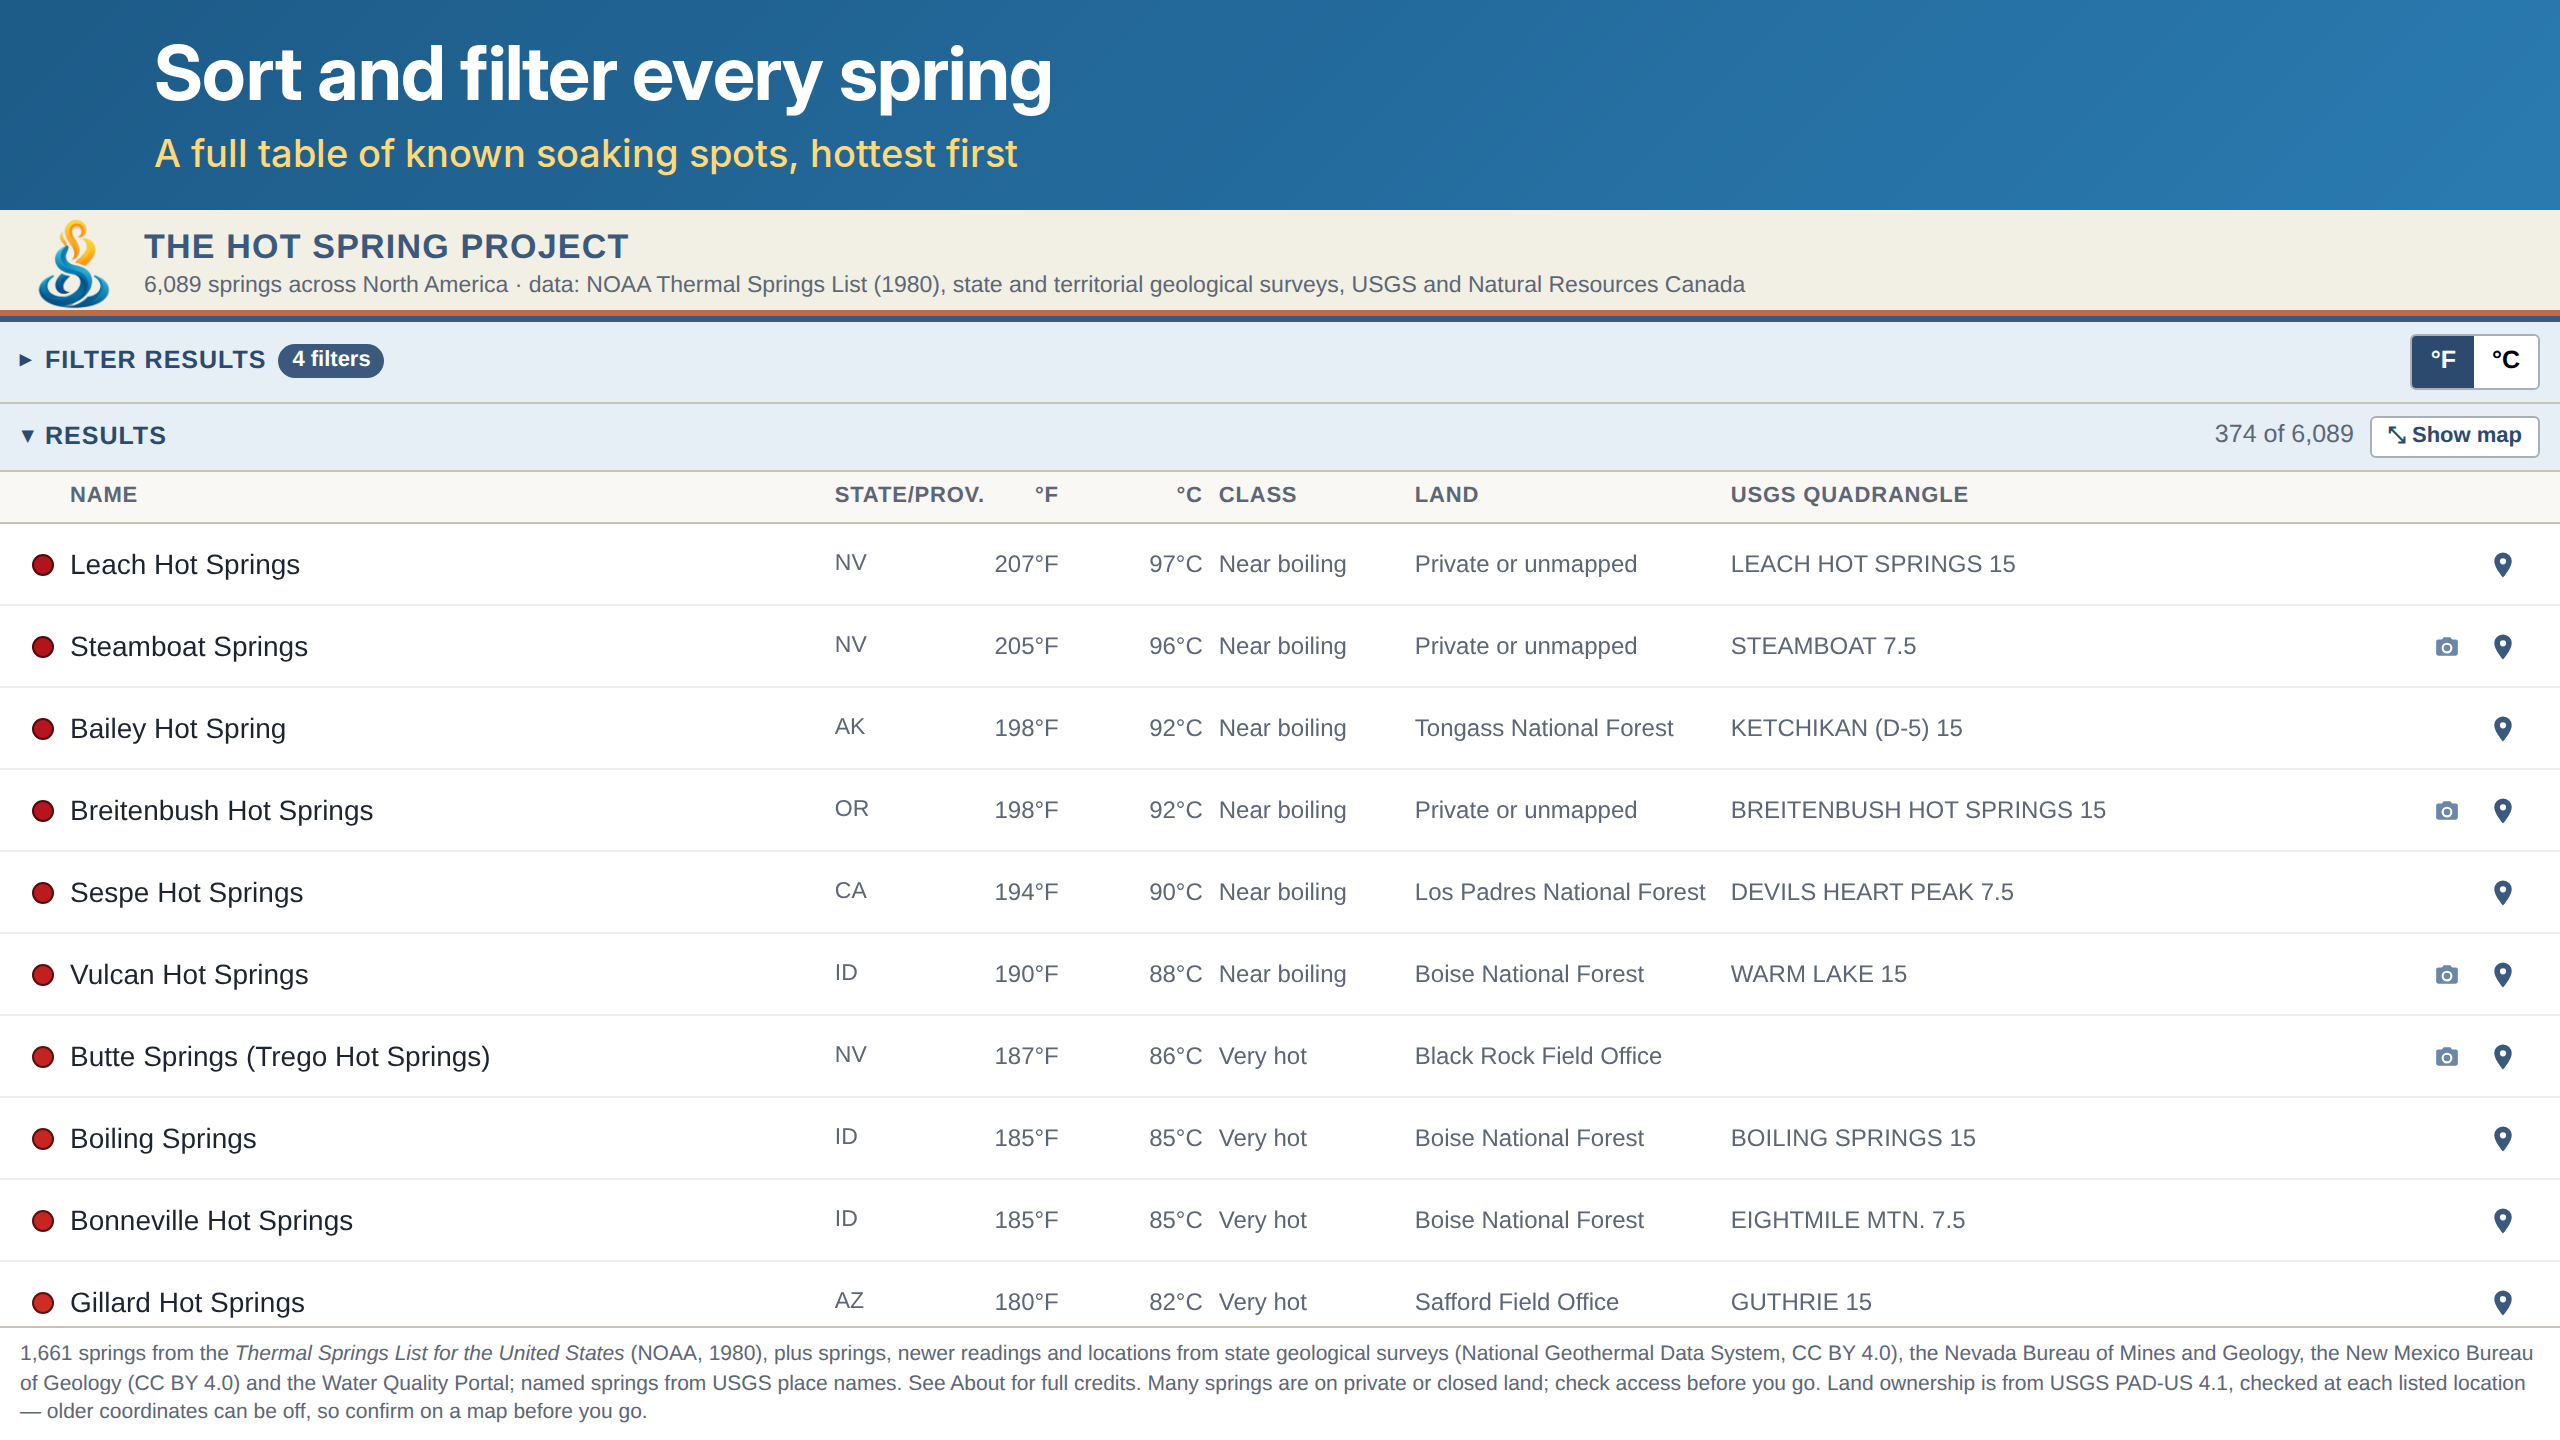 Sort and filter every spring
A full table of known soaking spots, hottest first
THE HOT SPRING PROJECT
6,089 springs across North America · data: NOAA Thermal Springs List (1980), state and territorial geological surveys, USGS and Natural Resources Canada
▸ FILTER RESULTS 4 filters °F °C
▾ RESULTS 374 of 6,089 ⤡ Show map
NAME STATE/PROV. °F °C CLASS LAND USGS QUADRANGLE
Leach Hot Springs NV 207°F 97°C Near boiling Private or unmapped LEACH HOT SPRINGS 15
Steamboat Springs NV 205°F 96°C Near boiling Private or unmapped STEAMBOAT 7.5
Bailey Hot Spring AK 198°F 92°C Near boiling Tongass National Forest KETCHIKAN (D-5) 15
Breitenbush Hot Springs OR 198°F 92°C Near boiling Private or unmapped BREITENBUSH HOT SPRINGS 15
Sespe Hot Springs CA 194°F 90°C Near boiling Los Padres National Forest DEVILS HEART PEAK 7.5
Vulcan Hot Springs ID 190°F 88°C Near boiling Boise National Forest WARM LAKE 15
Butte Springs (Trego Hot Springs) NV 187°F 86°C Very hot Black Rock Field Office
Boiling Springs ID 185°F 85°C Very hot Boise National Forest BOILING SPRINGS 15
Bonneville Hot Springs ID 185°F 85°C Very hot Boise National Forest EIGHTMILE MTN. 7.5
Gillard Hot Springs AZ 180°F 82°C Very hot Safford Field Office GUTHRIE 15
1,661 springs from the Thermal Springs List for the United States (NOAA, 1980), plus springs, newer readings and locations from state geological surveys (National Geothermal Data System, CC BY 4.0), the Nevada Bureau of Mines and Geology, the New Mexico Bureau
of Geology (CC BY 4.0) and the Water Quality Portal; named springs from USGS place names. See About for full credits. Many springs are on private or closed land; check access before you go. Land ownership is from USGS PAD-US 4.1, checked at each listed location
— older coordinates can be off, so confirm on a map before you go.